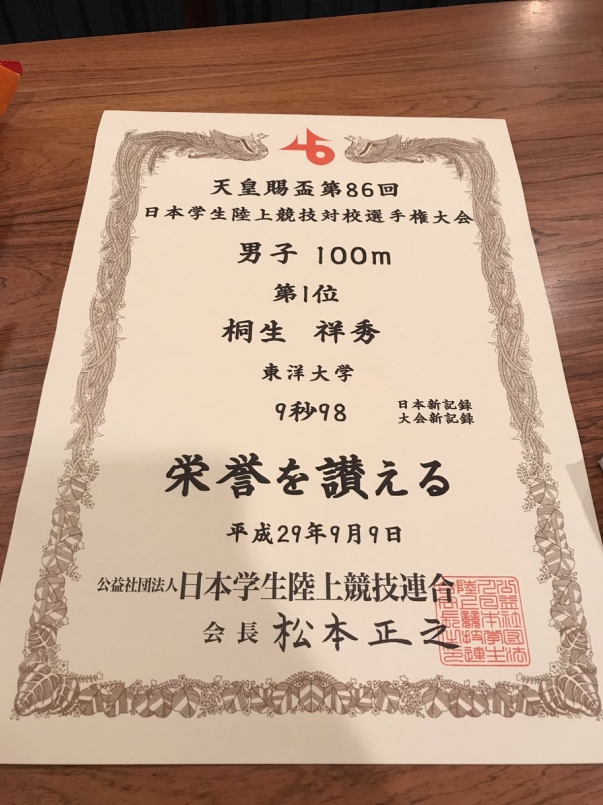 天皇賜盃第86回
日本学生陸上競技対校選手権大会
男子 100m
第1位
桐生 祥秀
東洋大学
9秒98
日本新記録
大会新記録
栄誉を讃える
平成29年9月9日
公益社団法人日本学生陸上競技連合
会長 松本正之